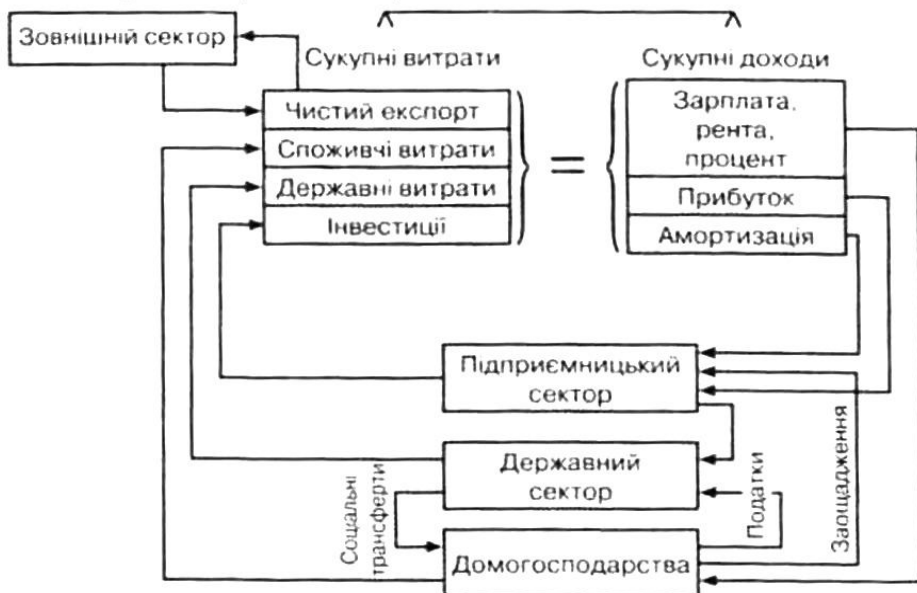 Зовнішній сектор
Сукупні витрати
Сукупні доходи
Чистий експорт
Споживчі витрати
Державні витрати
Інвестиції
=
Зарплата,
рента,
процент
Прибуток
Амортизація
Підприємницький
сектор
Державний
сектор
Домогосподарства
Соціальні
трансферти
Податки
Заощадження